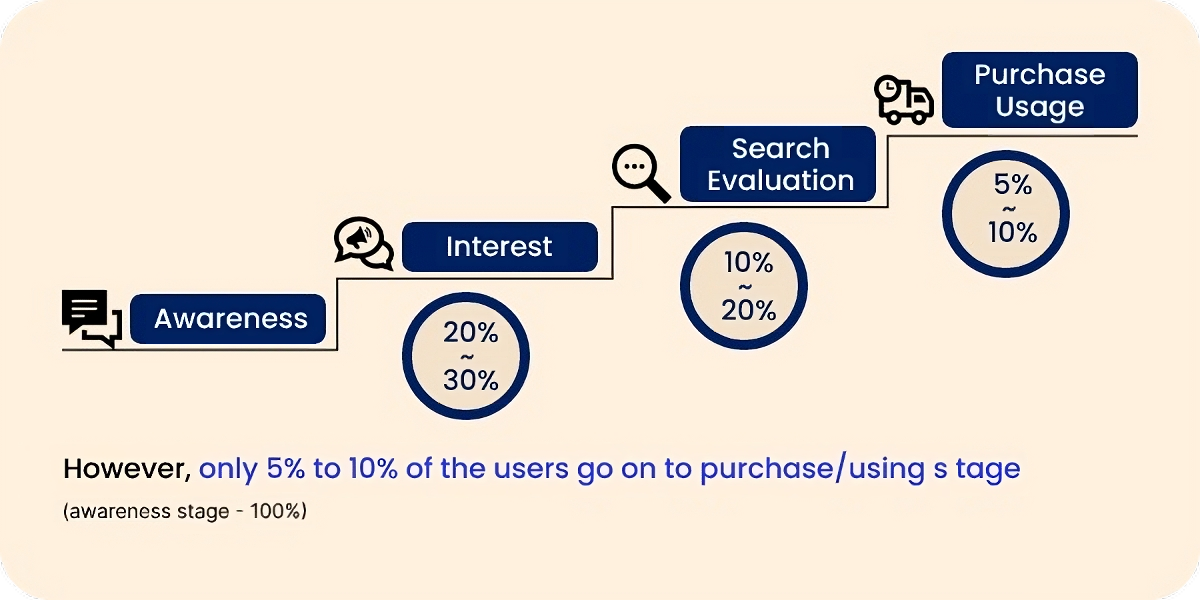 Awareness
Interest
20%
~
30%
Search
Evaluation
10%
~
20%
Purchase
Usage
5%
~
10%
However, only 5% to 10% of the users go on to purchase/using s tage
(awareness stage - 100%)